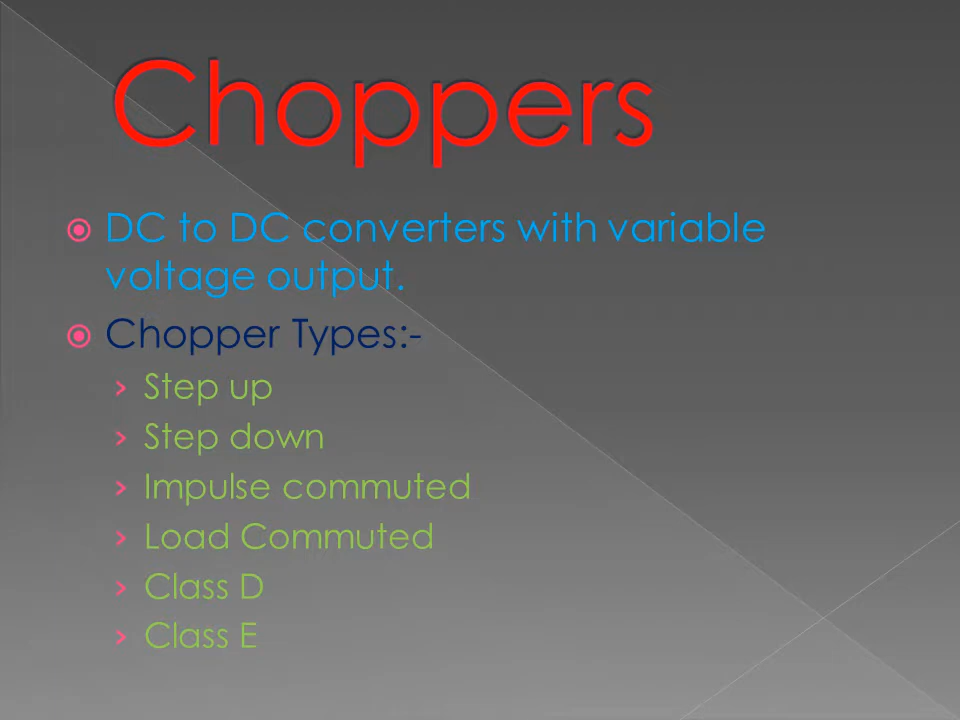 Choppers
DC to DC converters with variable
voltage output.
Chopper Types:-
Step up
Step down
Impulse commuted
Load Commuted
Class D
Class E